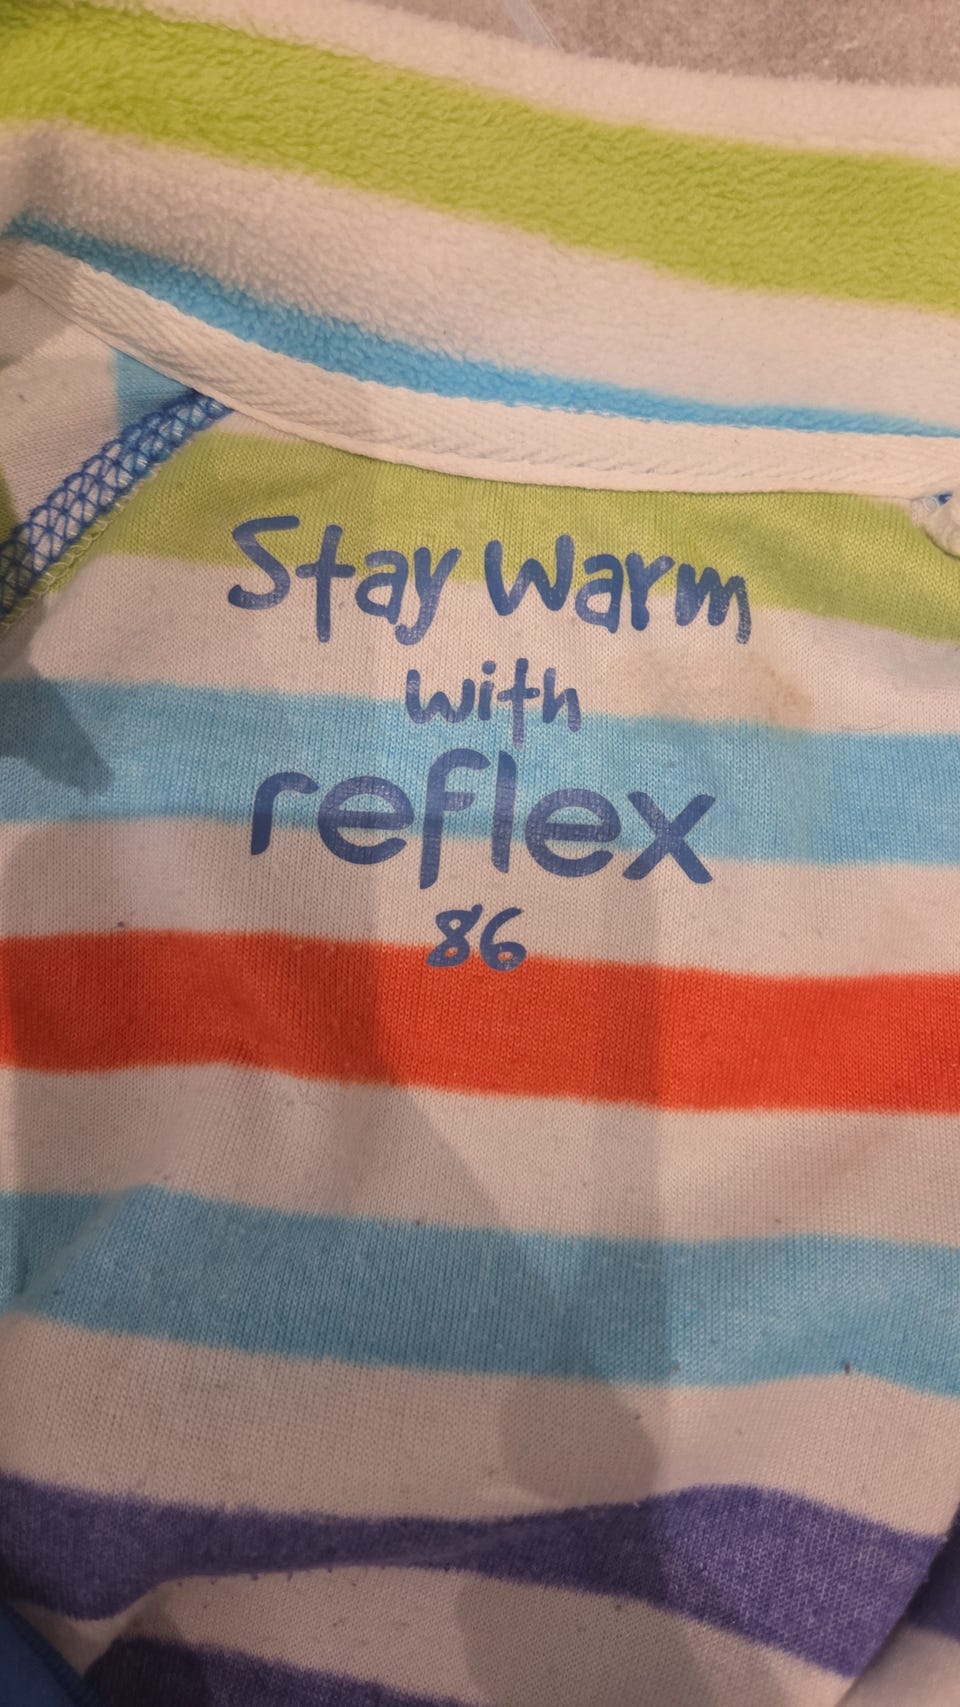 Stay Warm
with
reflex
86